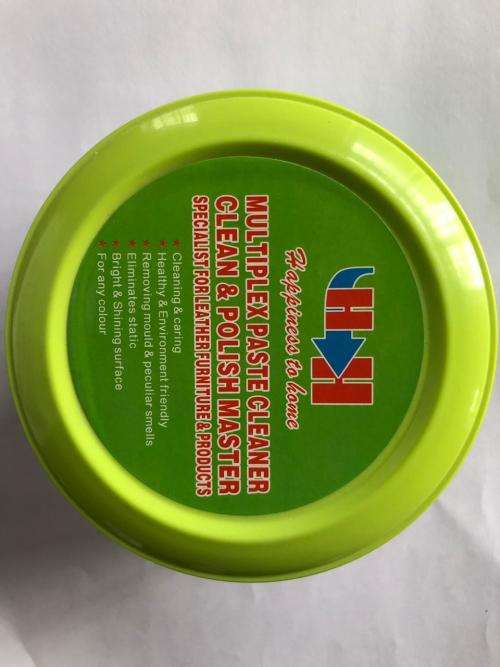 HH
Happiness to home
MULTIPLEX PASTE CLEANER
CLEAN & POLISH MASTER
SPECIALIST FOR LEATHER FURNITURE & PRODUCTS
★ Cleaning & caring
★ Healthy & Environment friendly
★ Removing mould & peculiar smells
★ Eliminates static
★ Bright & Shining surface
★ For any colour